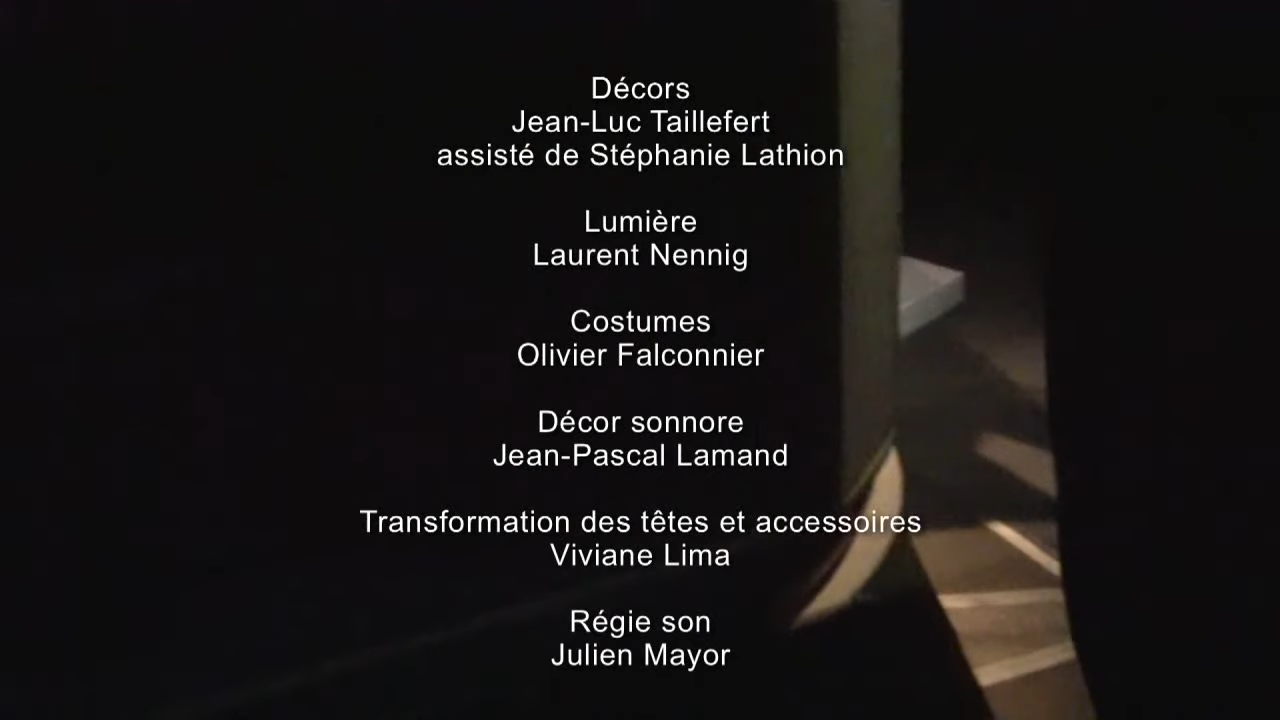 Décors
Jean-Luc Taillefert
assisté de Stéphanie Lathion
Lumière
Laurent Nennig
Costumes
Olivier Falconnier
Décor sonnore
Jean-Pascal Lamand
Transformation des têtes et accessoires
Viviane Lima
Régie son
Julien Mayor